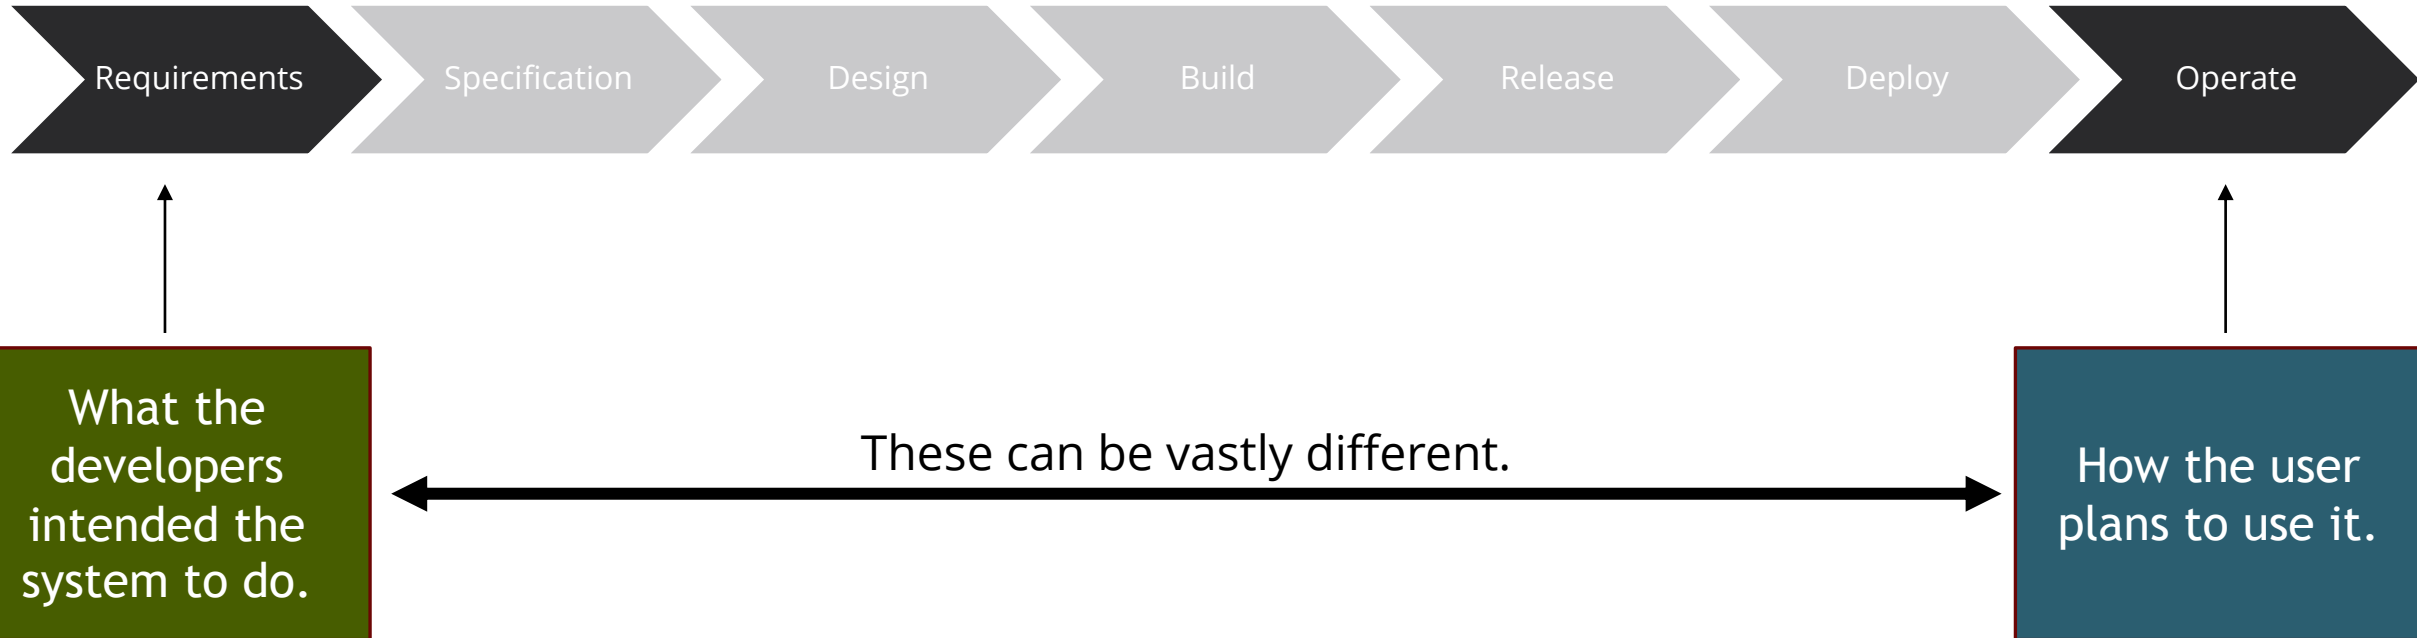 Requirements
Specification
Design
Build
Release
Deploy
Operate
What the
developers
intended the
system to do.
These can be vastly different.
How the user
plans to use it.